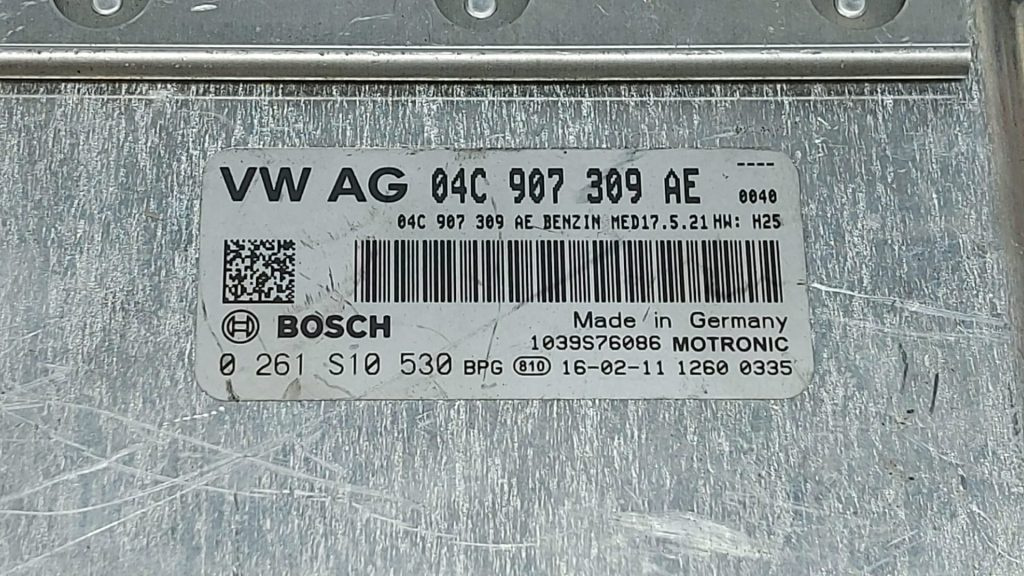 VW AG 04C 907 309 AE ----
0040
04C 907 309 AE BENZIN MED17.5.21 HW: H25
BOSCH
Made in Germany
1039S76086 MOTRONIC
0 261 S10 530 BPG 810 16-02-11 1260 0335